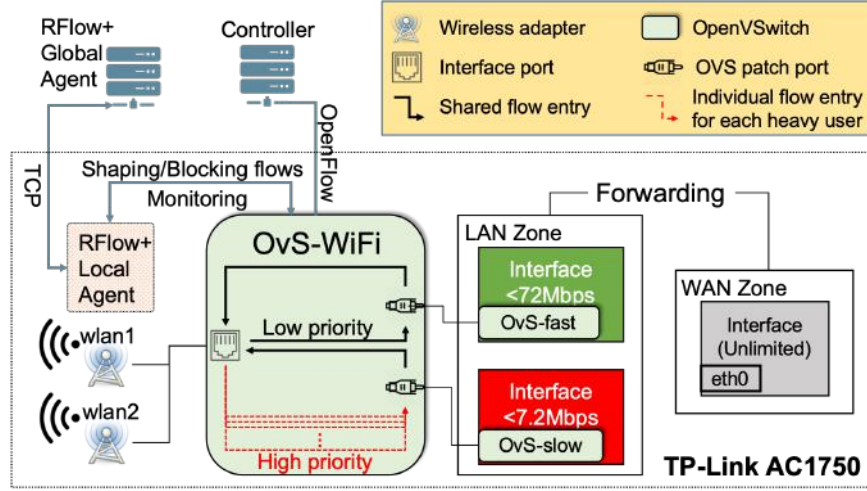 RFlow+
Global
Agent
Controller
Wireless adapter
OpenVSwitch
Interface port
OVS patch port
Shared flow entry
Individual flow entry
for each heavy user
TCP
OpenFlow
Shaping/Blocking flows
Monitoring
Forwarding
RFlow+
Local
Agent
OvS-WiFi
LAN Zone
Interface
<72Mbps
OvS-fast
WAN Zone
Interface
(Unlimited)
eth0
wlan1
Low priority
wlan2
Interface
<7.2Mbps
OvS-slow
High priority
TP-Link AC1750